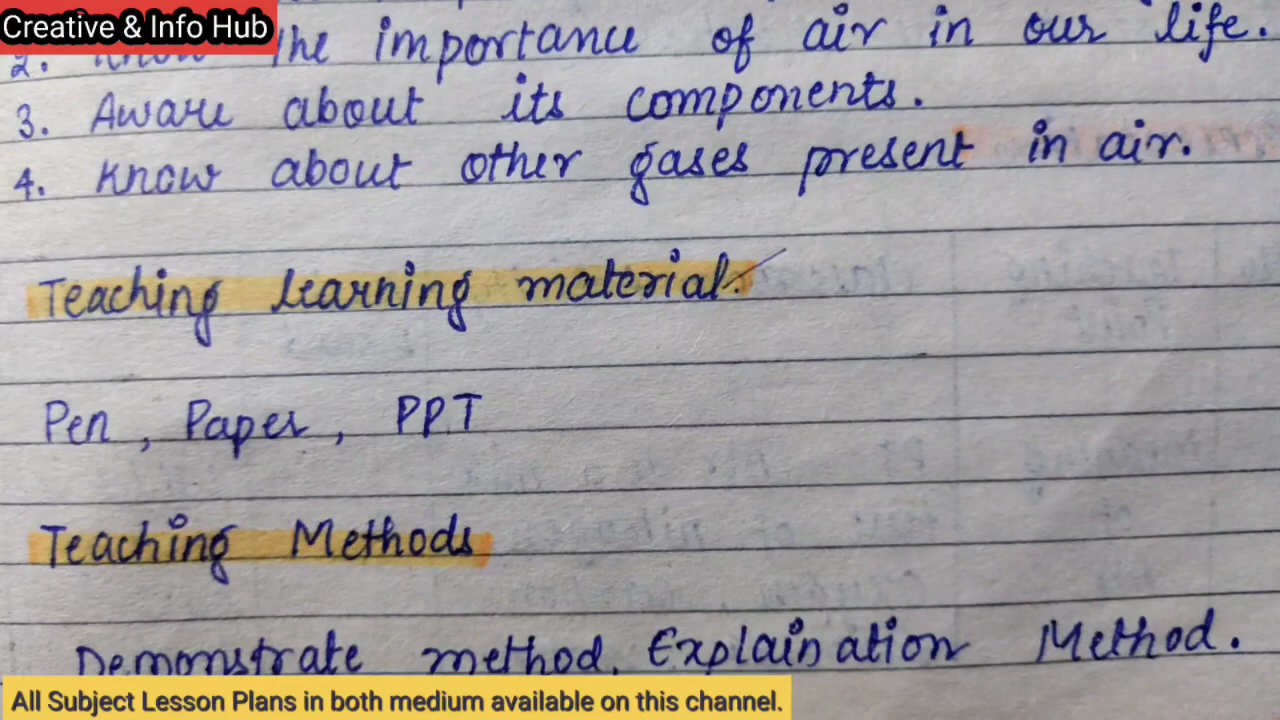 Creative & Info Hub
2. Know the importance of air in our life.
3. Aware about its components.
4. Know about other gases present in air.
Teaching learning material.
Pen, Paper, PPT
Teaching Methods
Demonstrate method, Explaination Method.
All Subject Lesson Plans in both medium available on this channel.